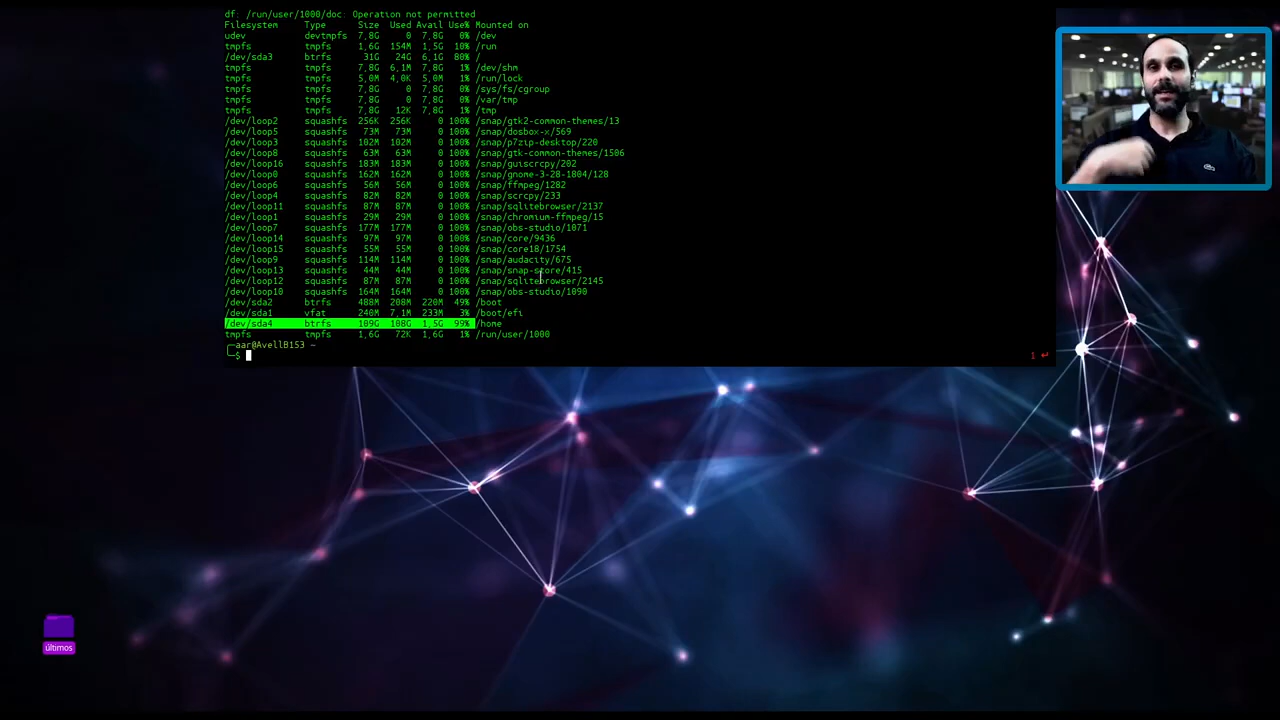 df: /run/user/1000/doc: Operation not permitted
Filesystem Type Size Used Avail Use% Mounted on
udev devtmpfs 7,8G 0 7,8G 0% /dev
tmpfs tmpfs 1,6G 154M 1,5G 10% /run
/dev/sda3 btrfs 31G 24G 6,1G 80% /
tmpfs tmpfs 7,8G 6,1M 7,8G 1% /dev/shm
tmpfs tmpfs 5,0M 4,0K 5,0M 1% /run/lock
tmpfs tmpfs 7,8G 0 7,8G 0% /sys/fs/cgroup
tmpfs tmpfs 7,8G 0 7,8G 0% /var/tmp
tmpfs tmpfs 7,8G 12K 7,8G 1% /tmp
/dev/loop2 squashfs 256K 256K 0 100% /snap/gtk2-common-themes/13
/dev/loop5 squashfs 73M 73M 0 100% /snap/dosbox-x/569
/dev/loop3 squashfs 102M 102M 0 100% /snap/p7zip-desktop/220
/dev/loop8 squashfs 63M 63M 0 100% /snap/gtk-common-themes/1506
/dev/loop16 squashfs 183M 183M 0 100% /snap/guiscrcpy/202
/dev/loop0 squashfs 162M 162M 0 100% /snap/gnome-3-28-1804/128
/dev/loop6 squashfs 56M 56M 0 100% /snap/ffmpeg/1282
/dev/loop4 squashfs 82M 82M 0 100% /snap/scrcpy/233
/dev/loop11 squashfs 87M 87M 0 100% /snap/sqlitebrowser/2137
/dev/loop1 squashfs 29M 29M 0 100% /snap/chromium-ffmpeg/15
/dev/loop7 squashfs 177M 177M 0 100% /snap/obs-studio/1071
/dev/loop14 squashfs 97M 97M 0 100% /snap/core/9436
/dev/loop15 squashfs 55M 55M 0 100% /snap/core18/1754
/dev/loop9 squashfs 114M 114M 0 100% /snap/audacity/675
/dev/loop13 squashfs 44M 44M 0 100% /snap/snap-store/415
/dev/loop12 squashfs 87M 87M 0 100% /snap/sqlitebrowser/2145
/dev/loop10 squashfs 164M 164M 0 100% /snap/obs-studio/1090
/dev/sda2 btrfs 488M 208M 220M 49% /boot
/dev/sda1 vfat 240M 7,1M 233M 3% /boot/efi
/dev/sda4 btrfs 109G 108G 1,5G 99% /home
tmpfs tmpfs 1,6G 72K 1,6G 1% /run/user/1000
╭─aar@AvellB153 ~
╰─$ 1 ↵
últimos